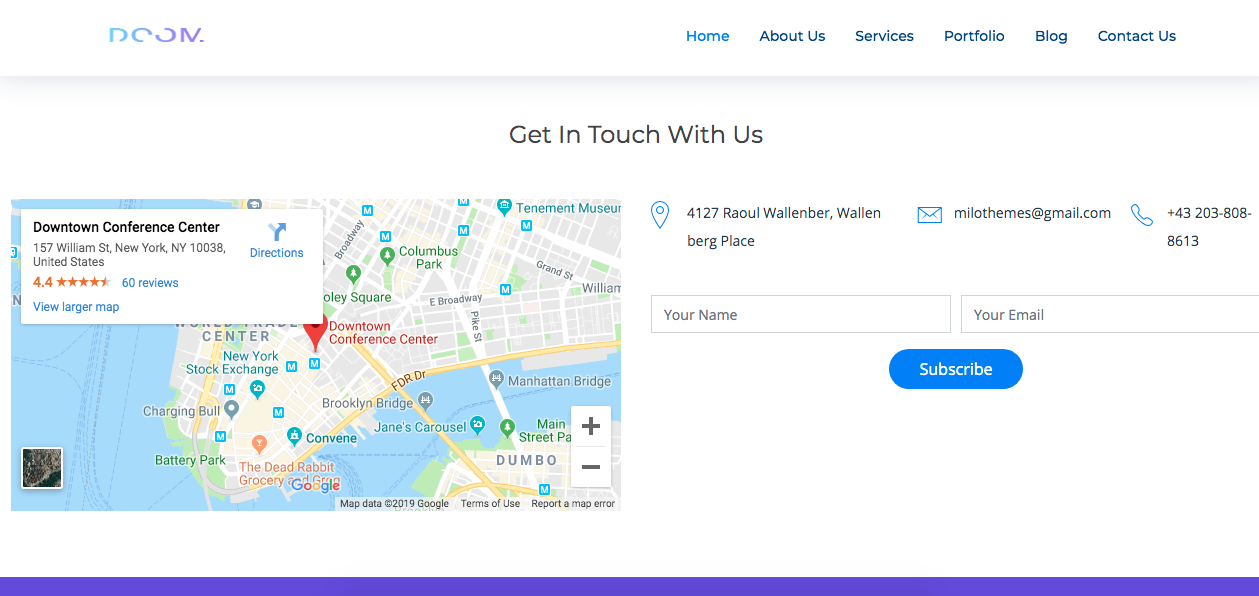 DOOM.
Home
About Us
Services
Portfolio
Blog
Contact Us
Get In Touch With Us
Downtown Conference Center
157 William St, New York, NY 10038,
United States
4.4
60 reviews
View larger map
Directions
Broadway
Columbus
Park
Tenement Museum
Grand St
William
oley Square
E Broadway
Pike St
WORLD TRADE
CENTER
Downtown
Conference Center
New York
Stock Exchange
FDR Dr
Manhattan Bridge
Charging Bull
Brooklyn Bridge
Jane's Carousel
Main
Street Pa
Convene
Battery Park
The Dead Rabbit
Grocery and Grog
DUMBO
Google
Map data ©2019 Google
Terms of Use
Report a map error
4127 Raoul Wallenber, Wallen
berg Place
milothemes@gmail.com
+43 203-808-
8613
Your Name
Your Email
Subscribe